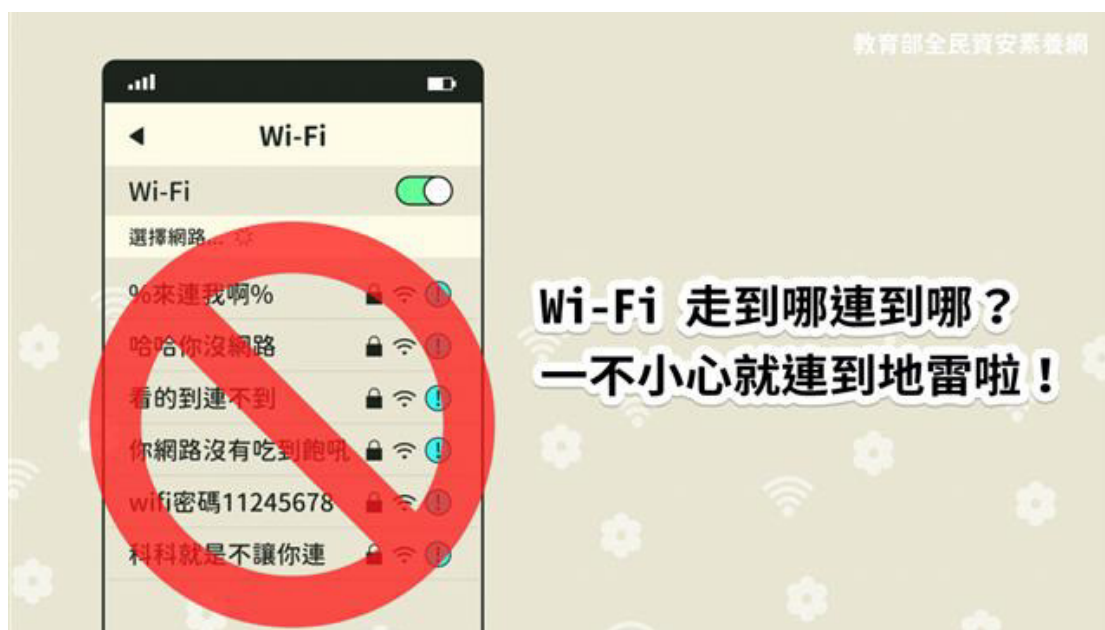 教育部全民資安素養網
Wi-Fi
Wi-Fi
選擇網路...
%來連我啊%
哈哈你沒網路
看的到連不到
你網路沒有吃到飽吼
wifi密碼11245678
科科就是不讓你連
Wi-Fi 走到哪連到哪？
一不小心就連到地雷啦！